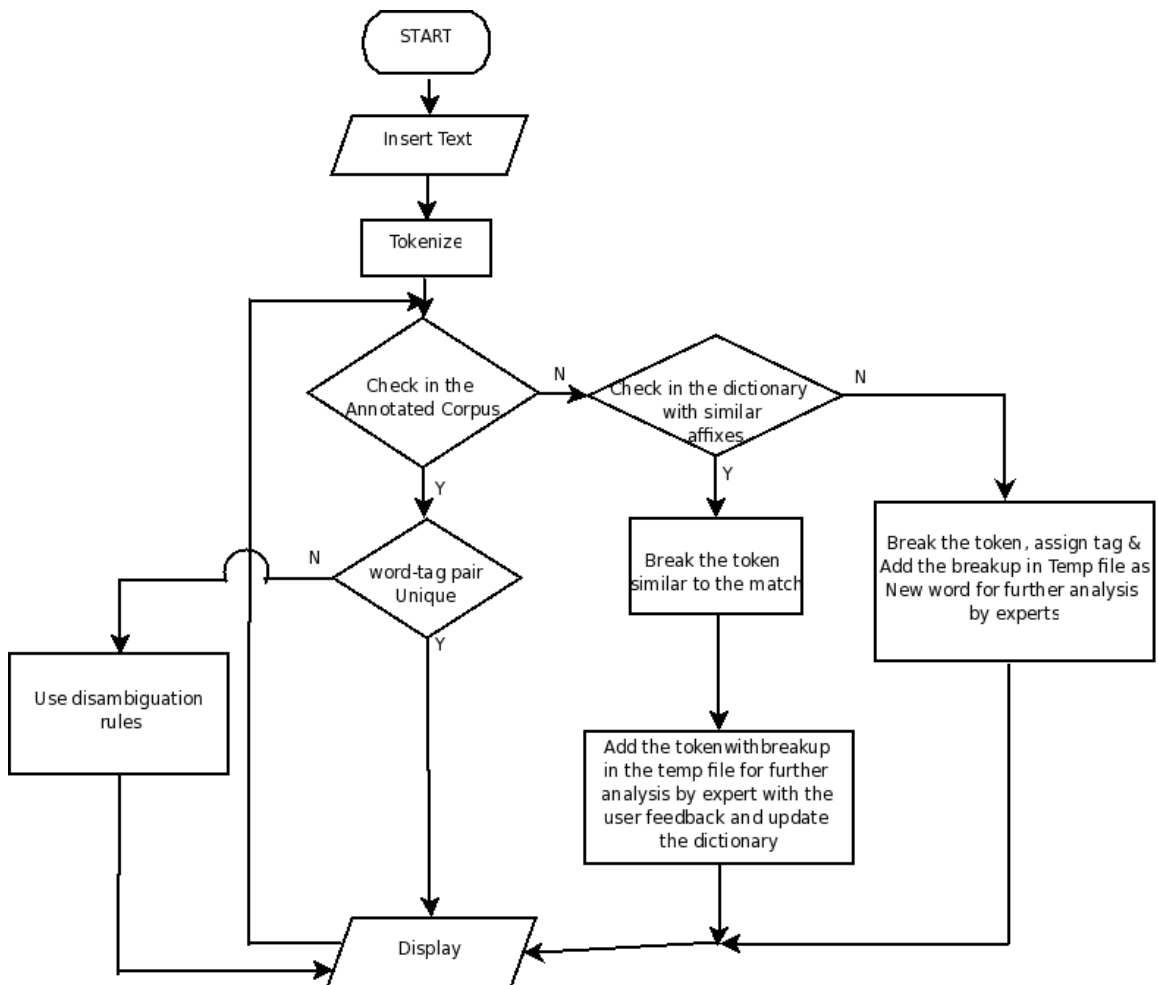 START
Insert Text
Tokenize
Check in the
Annotated Corpus
N
Check in the dictionary
with similar
affixes
N
Y
Y
word-tag pair
Unique
N
Y
Break the token
similar to the match
Break the token, assign tag &
Add the breakup in Temp file as
New word for further analysis
by experts
Use disambiguation
rules
Add the tokenwithbreakup
in the temp file for further
analysis by expert with the
user feedback and update
the dictionary
Display